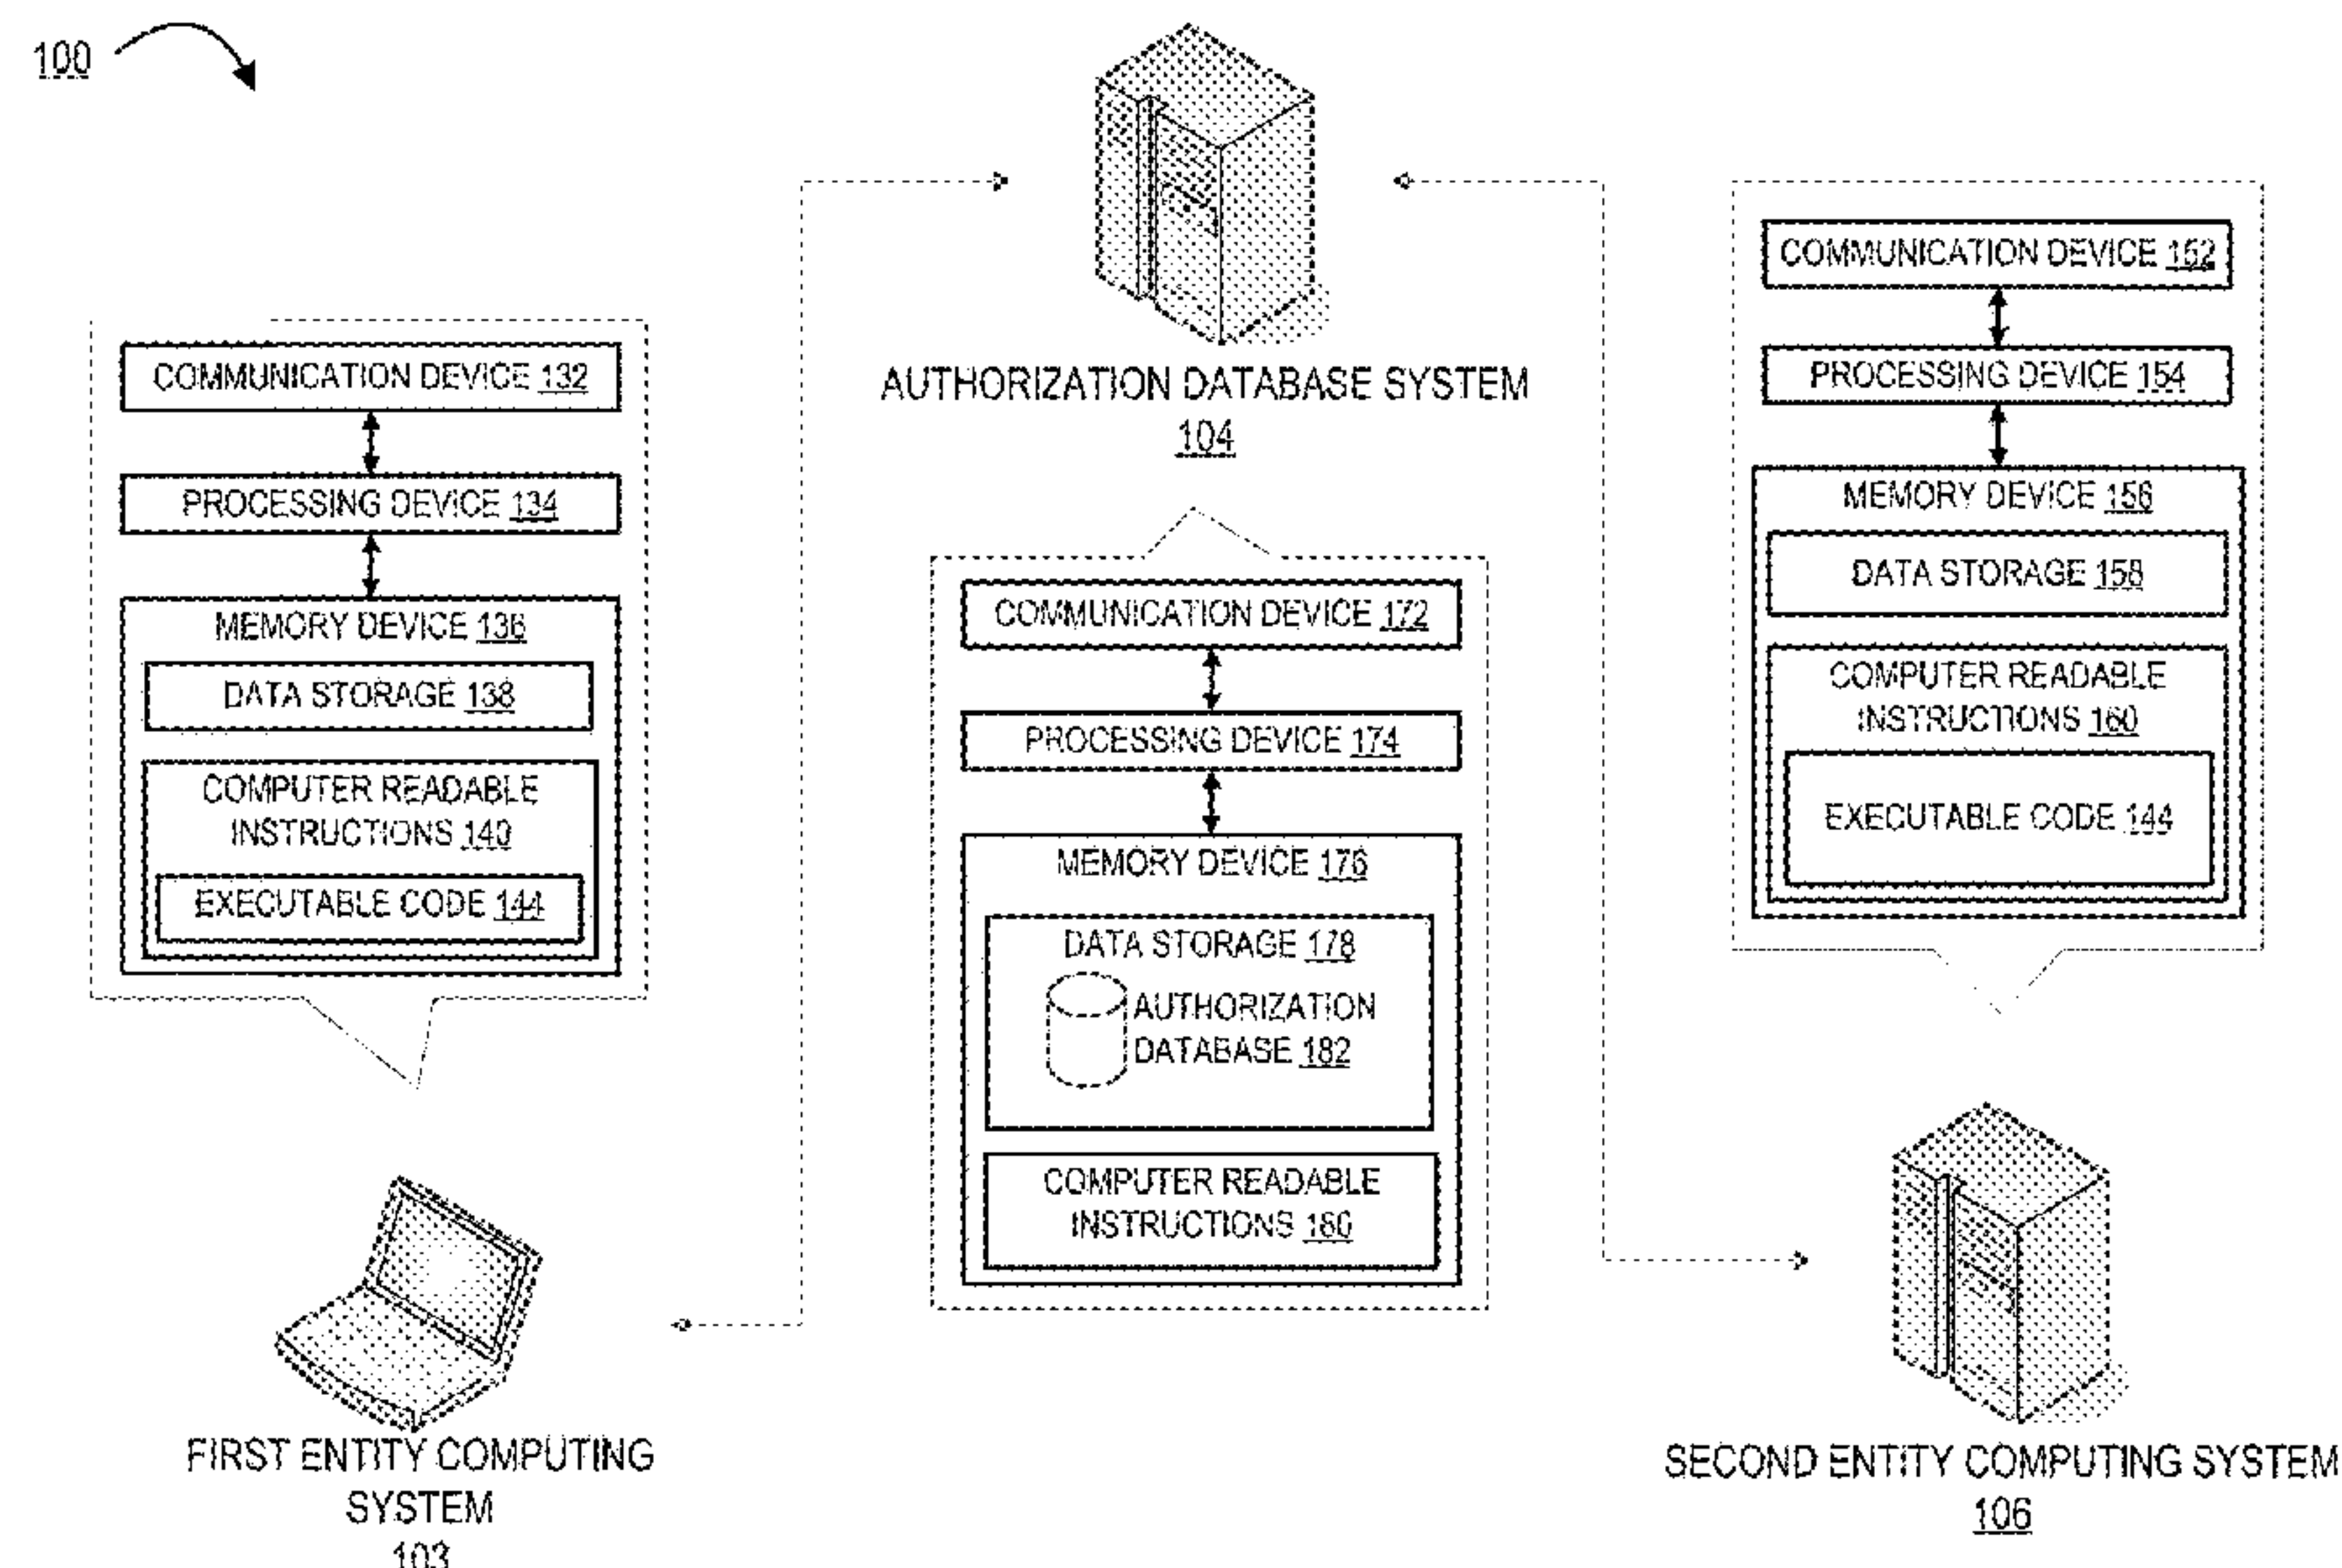 100
COMMUNICATION DEVICE 132
PROCESSING DEVICE 134
MEMORY DEVICE 136
DATA STORAGE 138
COMPUTER READABLE
INSTRUCTIONS 140
EXECUTABLE CODE 144
FIRST ENTITY COMPUTING
SYSTEM
103
AUTHORIZATION DATABASE SYSTEM
104
COMMUNICATION DEVICE 172
PROCESSING DEVICE 174
MEMORY DEVICE 176
DATA STORAGE 178
AUTHORIZATION
DATABASE 182
COMPUTER READABLE
INSTRUCTIONS 180
COMMUNICATION DEVICE 152
PROCESSING DEVICE 154
MEMORY DEVICE 156
DATA STORAGE 158
COMPUTER READABLE
INSTRUCTIONS 160
EXECUTABLE CODE 144
SECOND ENTITY COMPUTING SYSTEM
106